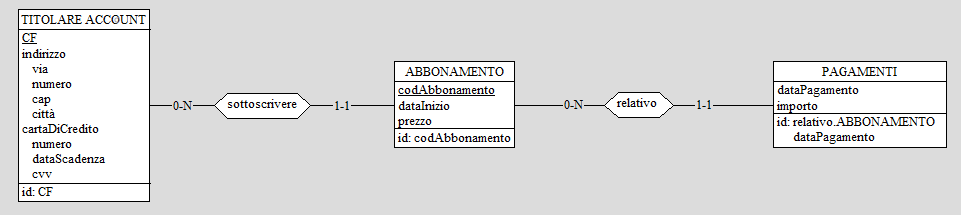 TITOLARE ACCOUNT
CF
indirizzo
via
numero
cap
città
cartaDiCredito
numero
dataScadenza
cvv
id: CF
0-N
sottoscrivere
1-1
ABBONAMENTO
codAbbonamento
dataInizio
prezzo
id: codAbbonamento
0-N
relativo
1-1
PAGAMENTI
dataPagamento
importo
id: relativo.ABBONAMENTO
dataPagamento